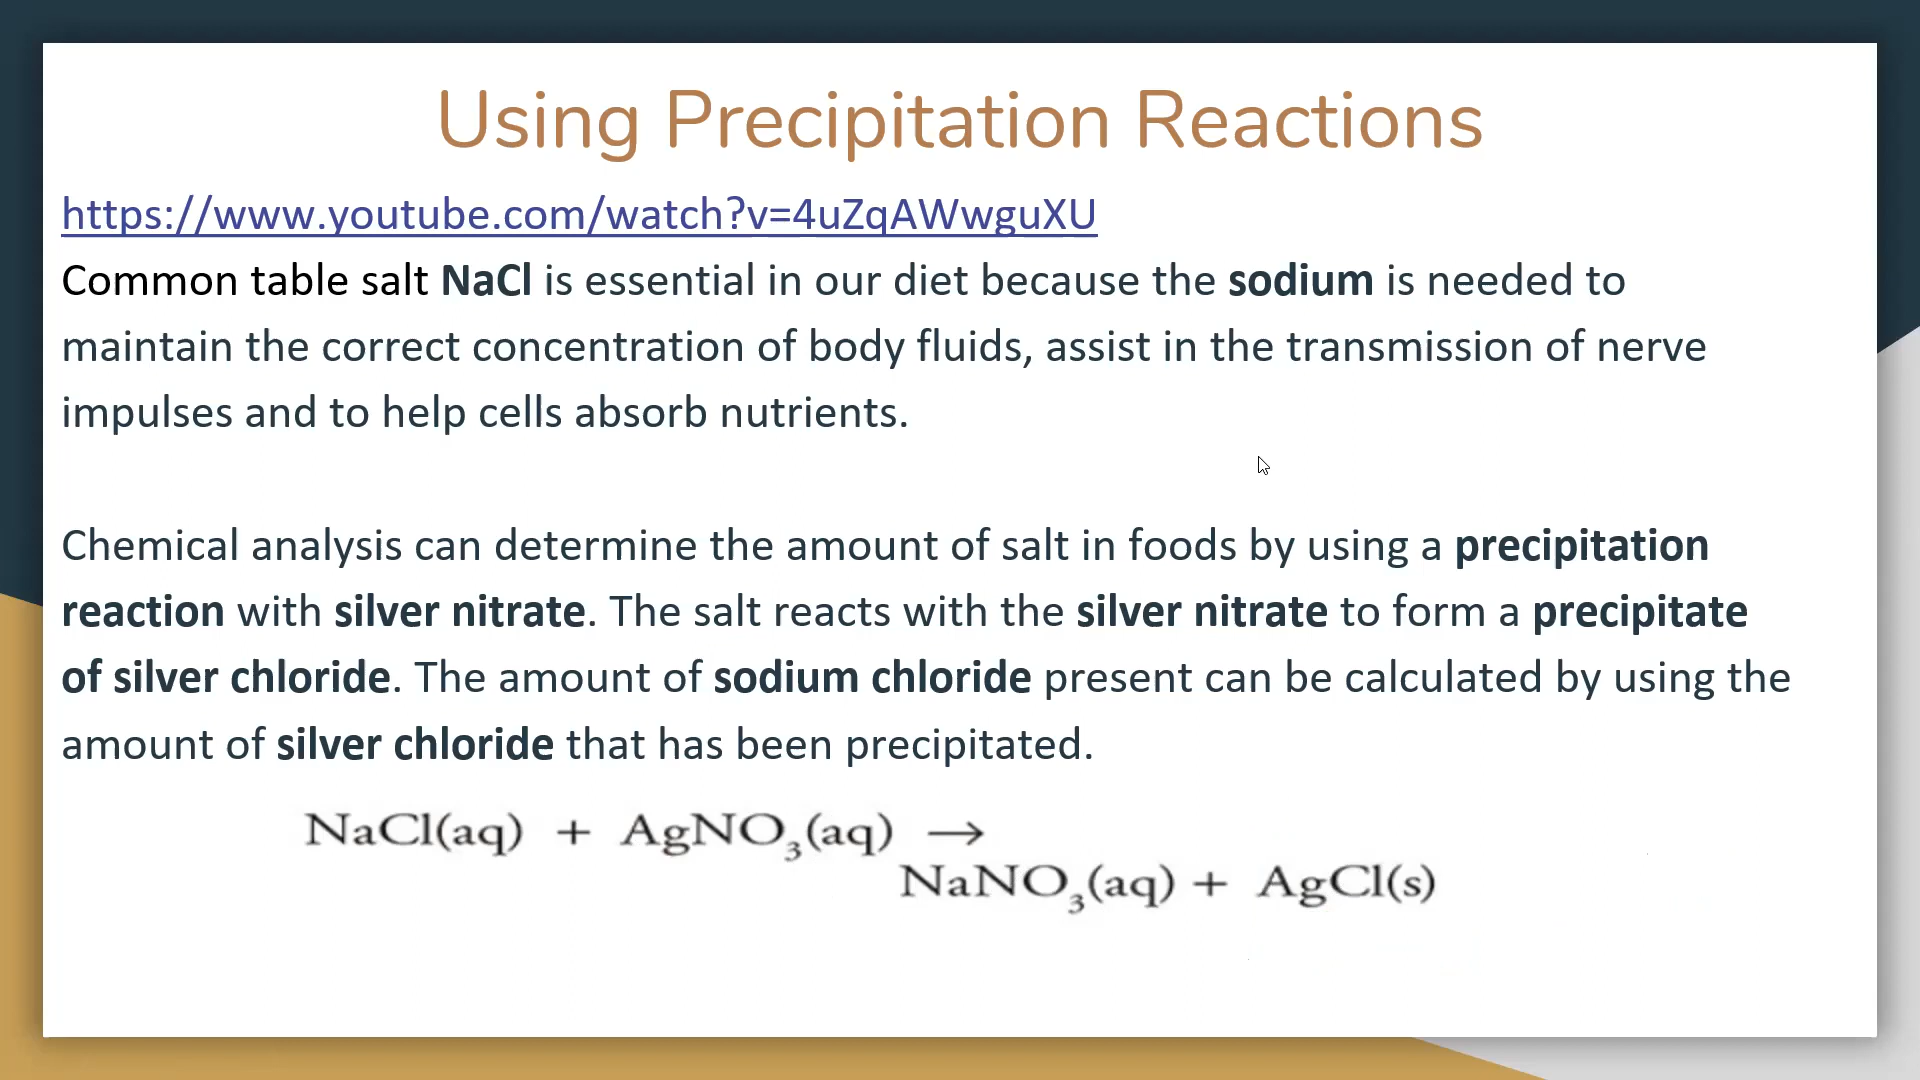 Using Precipitation Reactions
https://www.youtube.com/watch?v=4uZqAWwguXU
Common table salt NaCl is essential in our diet because the sodium is needed to
maintain the correct concentration of body fluids, assist in the transmission of nerve
impulses and to help cells absorb nutrients.
Chemical analysis can determine the amount of salt in foods by using a precipitation
reaction with silver nitrate. The salt reacts with the silver nitrate to form a precipitate
of silver chloride. The amount of sodium chloride present can be calculated by using the
amount of silver chloride that has been precipitated.
NaCl(aq) + AgNO₃(aq) →
NaNO₃(aq) + AgCl(s)